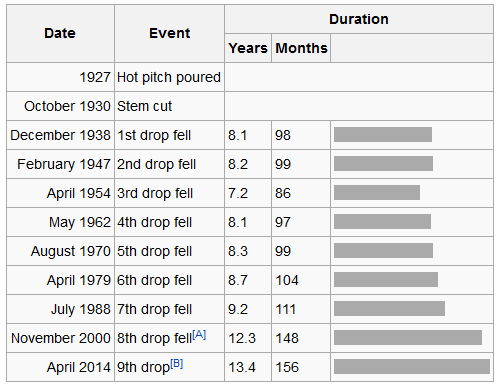 Date Event Duration
Years Months
1927 Hot pitch poured
October 1930 Stem cut
December 1938 1st drop fell 8.1 98
February 1947 2nd drop fell 8.2 99
April 1954 3rd drop fell 7.2 86
May 1962 4th drop fell 8.1 97
August 1970 5th drop fell 8.3 99
April 1979 6th drop fell 8.7 104
July 1988 7th drop fell 9.2 111
November 2000 8th drop fell[A] 12.3 148
April 2014 9th drop[B] 13.4 156